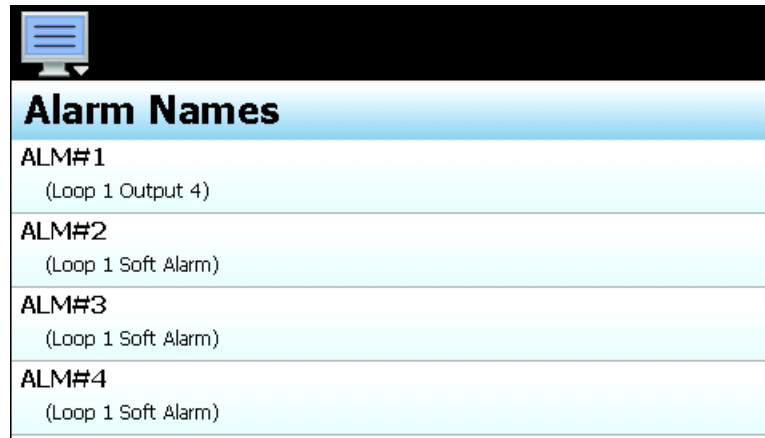 Alarm Names
ALM#1
(Loop 1 Output 4)
ALM#2
(Loop 1 Soft Alarm)
ALM#3
(Loop 1 Soft Alarm)
ALM#4
(Loop 1 Soft Alarm)